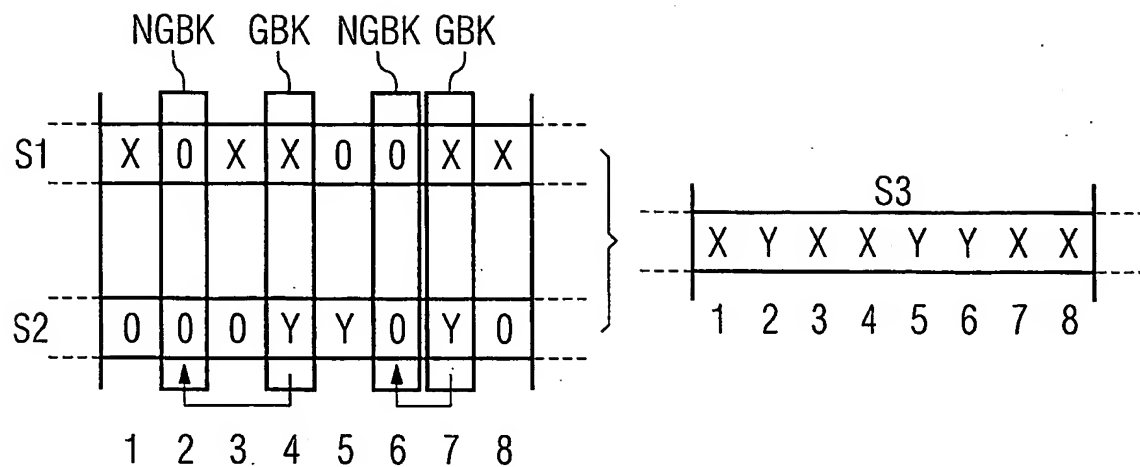 NGBK GBK NGBK GBK
S1 X 0 X X 0 0 X X
S2 0 0 0 Y Y 0 Y 0
1 2 3 4 5 6 7 8
S3
X Y X X Y Y X X
1 2 3 4 5 6 7 8